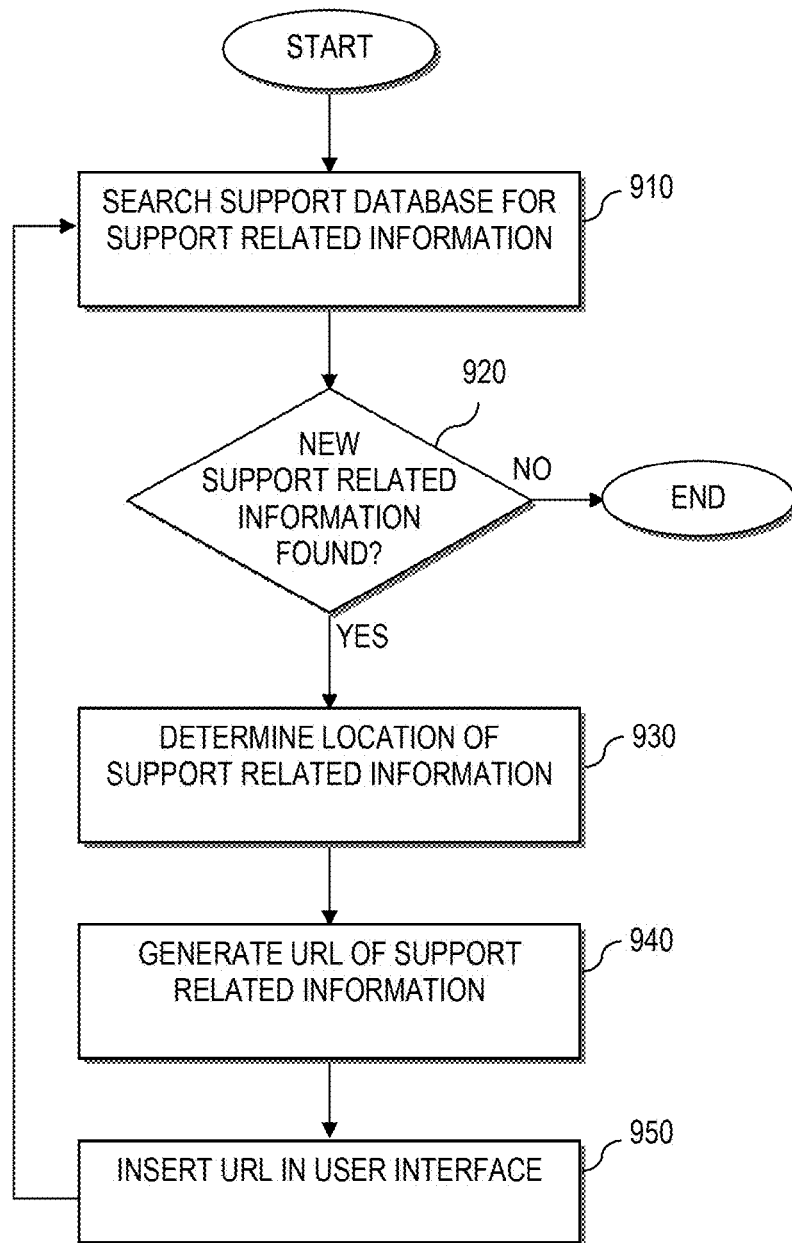 START
SEARCH SUPPORT DATABASE FOR
SUPPORT RELATED INFORMATION
910
920
NEW
SUPPORT RELATED
INFORMATION
FOUND?
NO
END
YES
DETERMINE LOCATION OF
SUPPORT RELATED INFORMATION
930
GENERATE URL OF SUPPORT
RELATED INFORMATION
940
INSERT URL IN USER INTERFACE
950